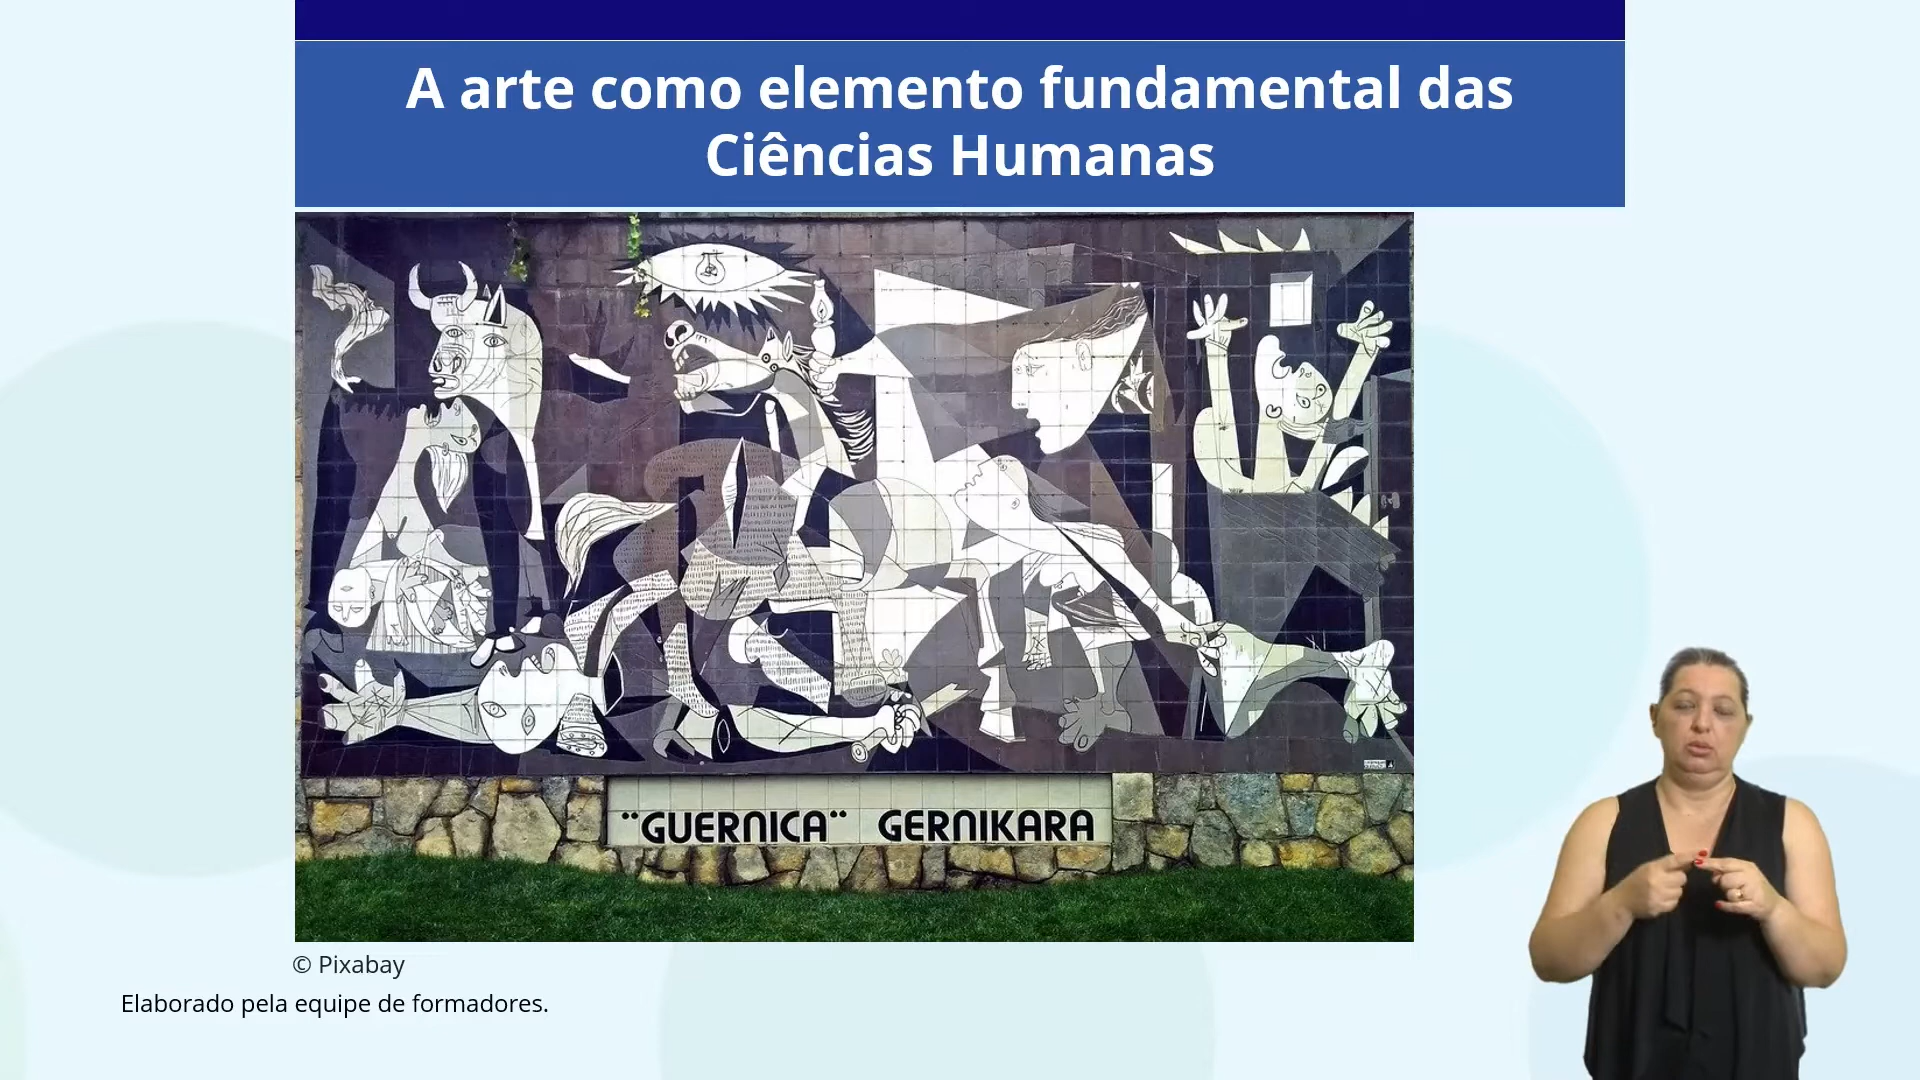 A arte como elemento fundamental das
Ciências Humanas
¨GUERNICA¨ GERNIKARA
© Pixabay
Elaborado pela equipe de formadores.